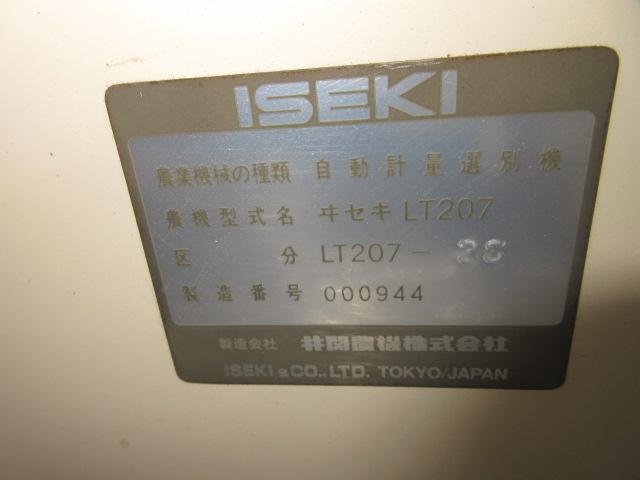 ISEKI
農業機械の種類 自動計量選別機
農機型式名 ヰセキ LT207
区分 LT207-3S
製造番号 000944
製造会社 井関農機株式会社
ISEKI & CO., LTD. TOKYO/JAPAN